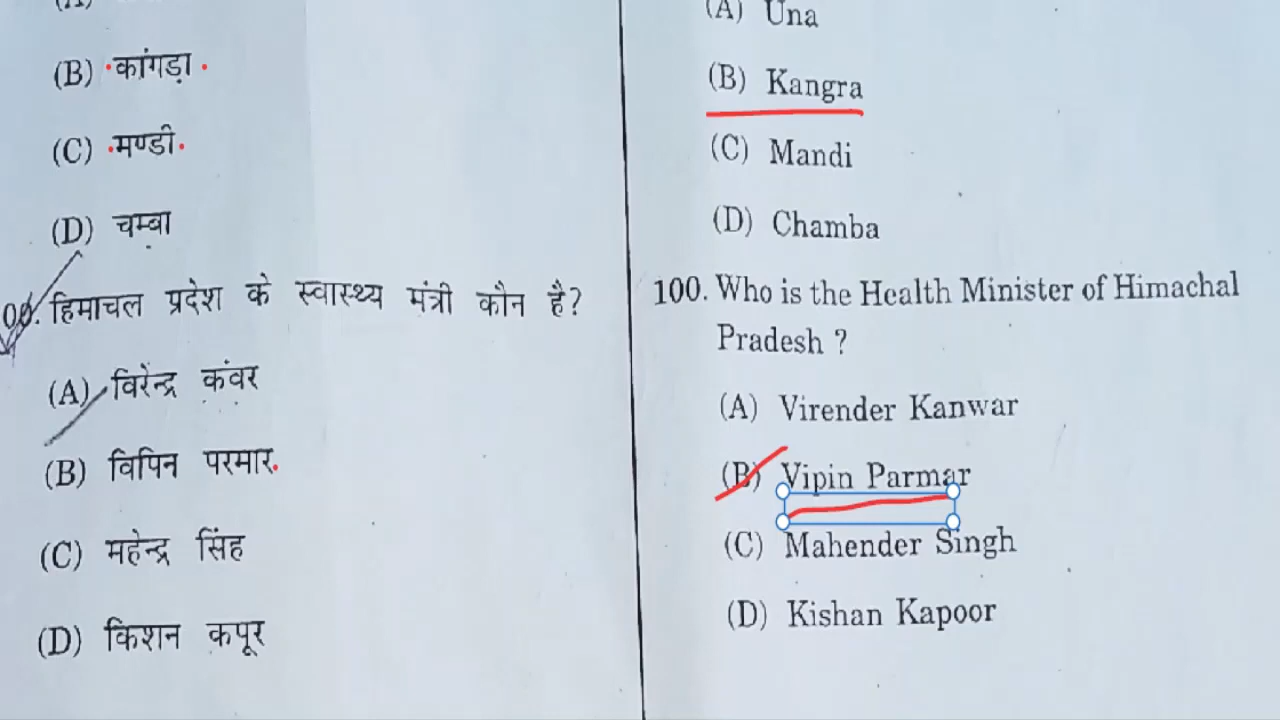 (B) कांगड़ा
(C) मण्डी
(D) चम्बा
हिमाचल प्रदेश के स्वास्थ्य मंत्री कौन है?
(A) विरेंन्द्र कंवर
(B) विपिन परमार
(C) महेन्द्र सिंह
(D) किशन कपूर
(A) Una
(B) Kangra
(C) Mandi
(D) Chamba
100. Who is the Health Minister of Himachal
Pradesh ?
(A) Virender Kanwar
(B) Vipin Parmar
(C) Mahender Singh
(D) Kishan Kapoor